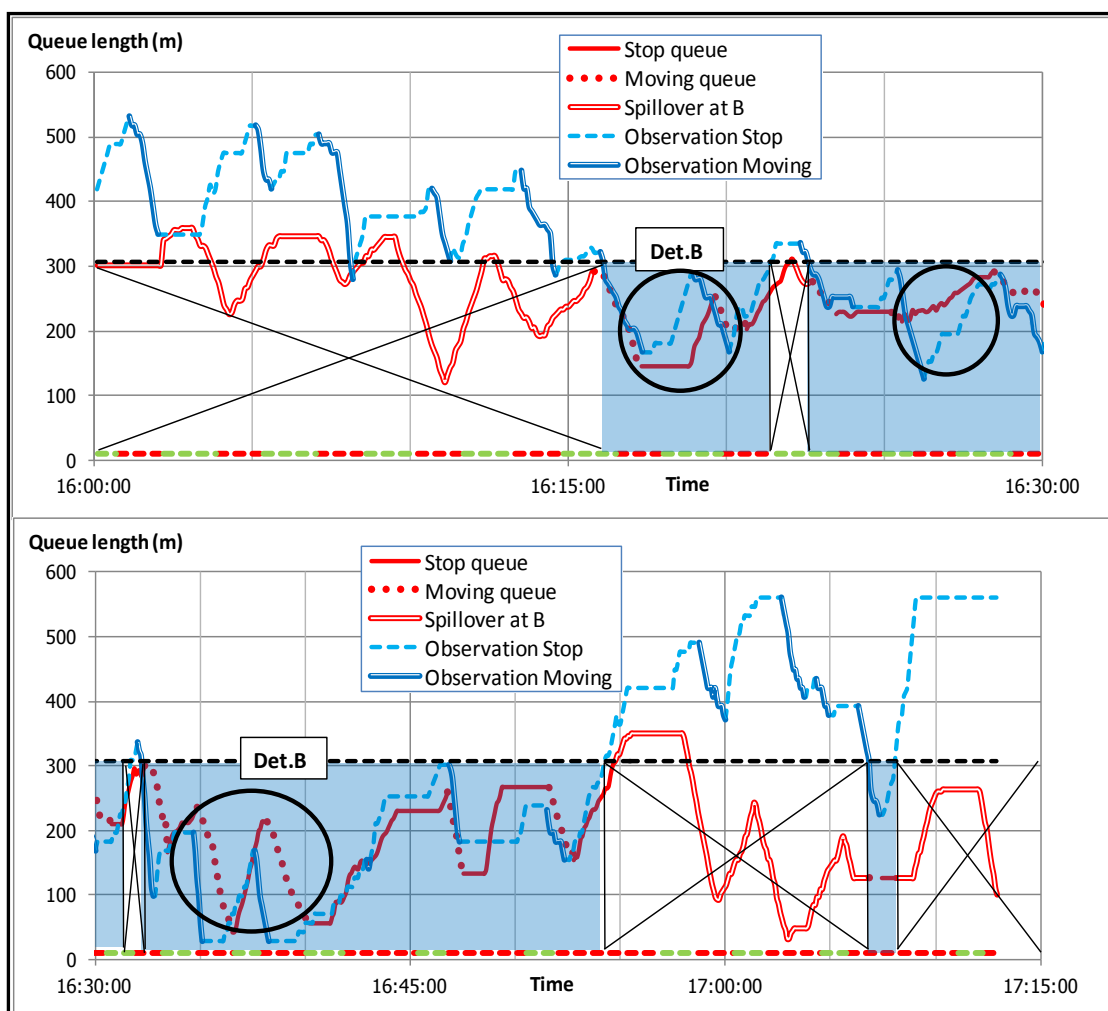 Queue length (m)
Stop queue
Moving queue
Spillover at B
Observation Stop
Observation Moving
600
500
400
300
200
100
0
Det.B
16:00:00
16:15:00
Time
16:30:00
Queue length (m)
Stop queue
Moving queue
Spillover at B
Observation Stop
Observation Moving
600
500
400
300
200
100
0
Det.B
16:30:00
16:45:00
Time
17:00:00
17:15:00